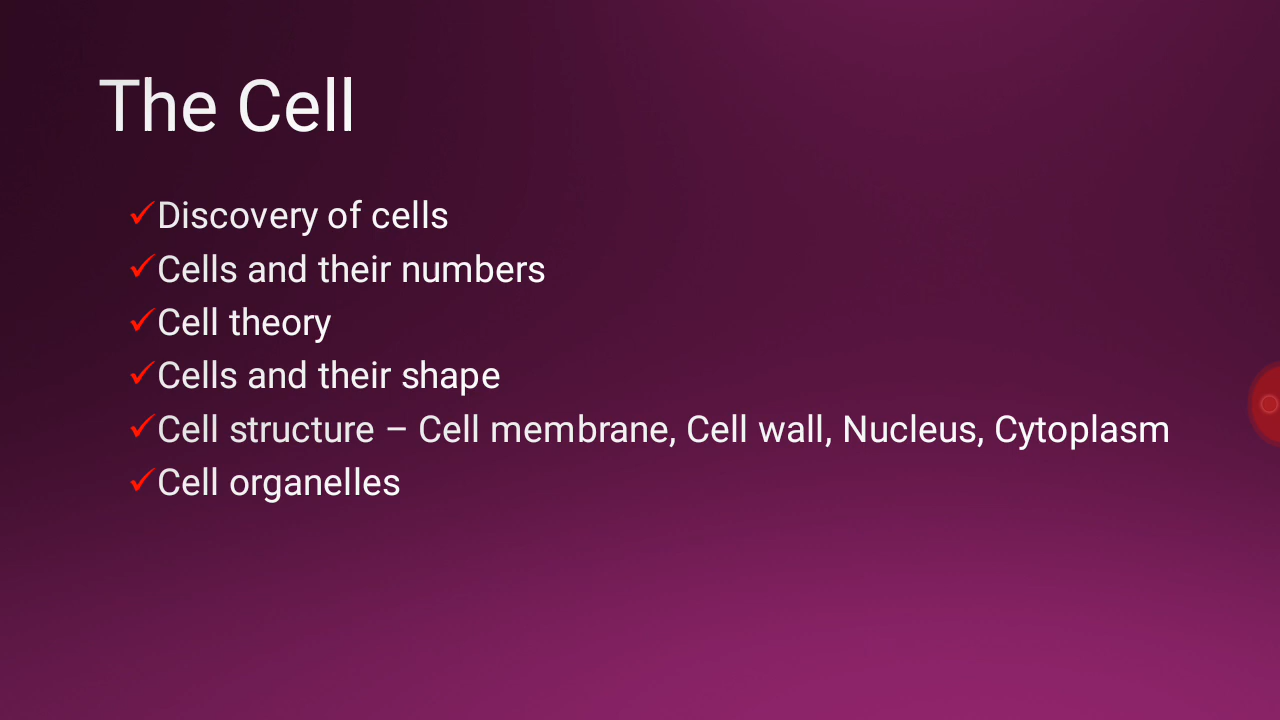 The Cell
✓Discovery of cells
✓Cells and their numbers
✓Cell theory
✓Cells and their shape
✓Cell structure – Cell membrane, Cell wall, Nucleus, Cytoplasm
✓Cell organelles